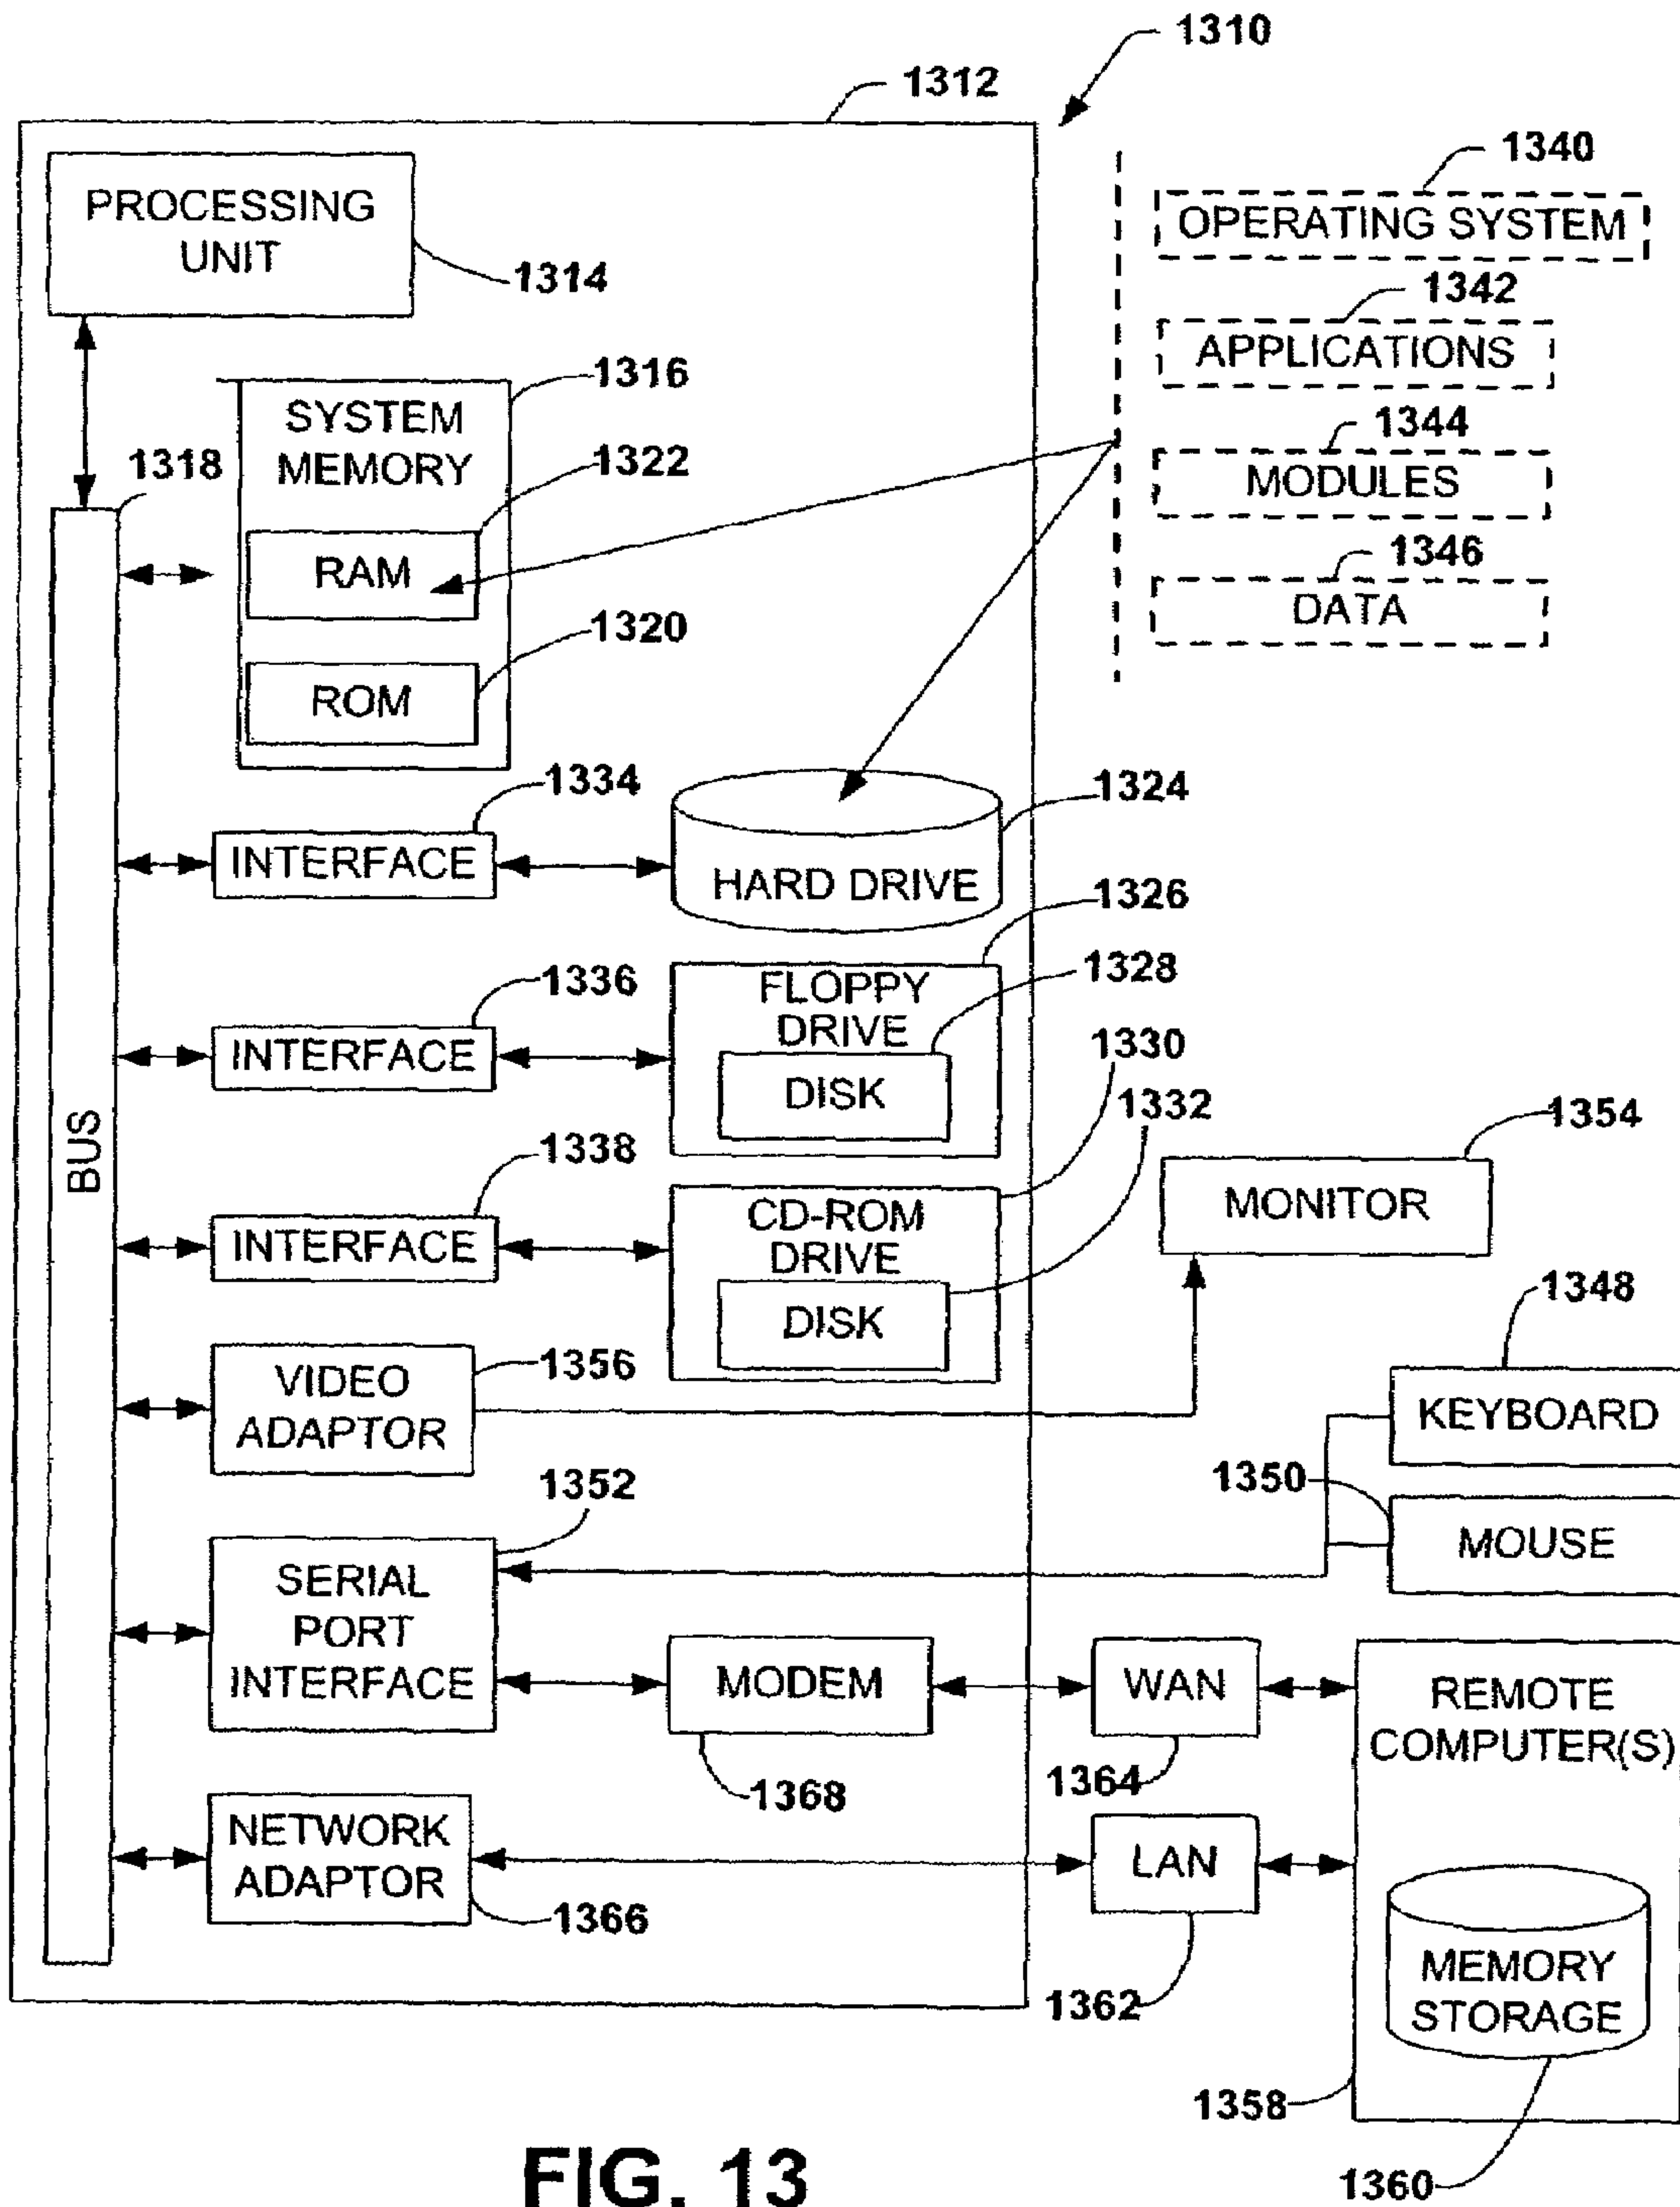 1310
1312
1340
PROCESSING
UNIT
1314
OPERATING SYSTEM
1342
APPLICATIONS
1316
SYSTEM
MEMORY
1344
MODULES
1318
1322
RAM
1346
DATA
1320
ROM
1334
INTERFACE
1324
HARD DRIVE
1326
1336
INTERFACE
FLOPPY
DRIVE
1328
DISK
1330
1332
BUS
1338
INTERFACE
CD-ROM
DRIVE
DISK
1354
MONITOR
1348
KEYBOARD
1356
VIDEO
ADAPTOR
1350
MOUSE
1352
SERIAL
PORT
INTERFACE
MODEM
1368
WAN
1364
REMOTE
COMPUTER(S)
NETWORK
ADAPTOR
1366
LAN
1362
MEMORY
STORAGE
1358
1360
FIG. 13